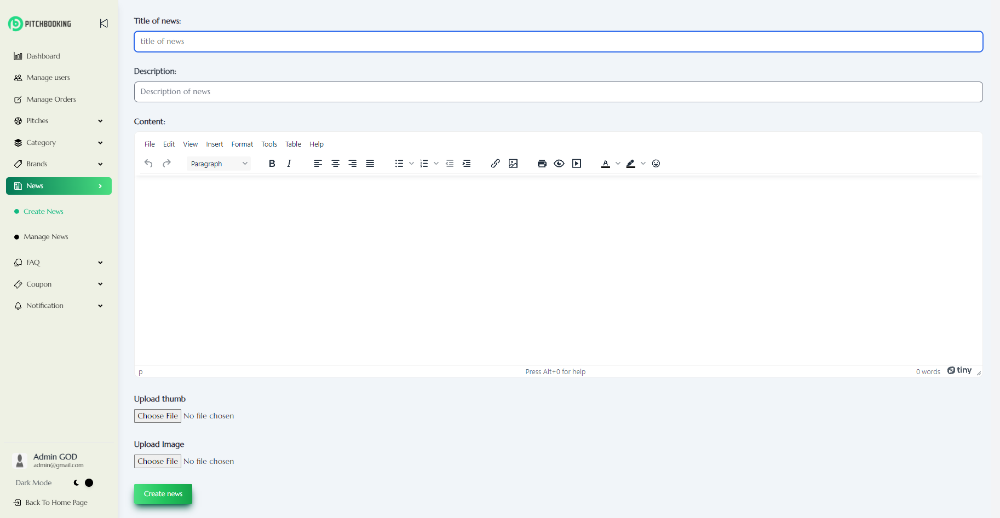 PITCHBOOKING
Dashboard
Manage users
Manage Orders
Pitches
Category
Brands
News
Create News
Manage News
FAQ
Coupon
Notification
Admin GOD
admin@gmail.com
Dark Mode
Back To Home Page
Title of news:
title of news
Description:
Description of news
Content:
File Edit View Insert Format Tools Table Help
Paragraph B I A
p Press Alt+0 for help 0 words tiny
Upload thumb
Choose File No file chosen
Upload Image
Choose File No file chosen
Create news